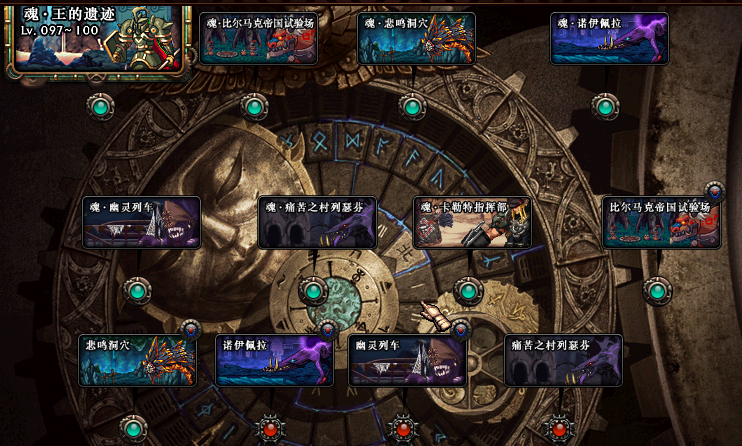 魂·王的遗迹
Lv. 097~100
魂·比尔马克帝国试验场
魂·悲鸣洞穴
魂·诺伊佩拉
魂·幽灵列车
魂·痛苦之村列瑟芬
魂·卡勒特指挥部
比尔马克帝国试验场
悲鸣洞穴
诺伊佩拉
幽灵列车
痛苦之村列瑟芬